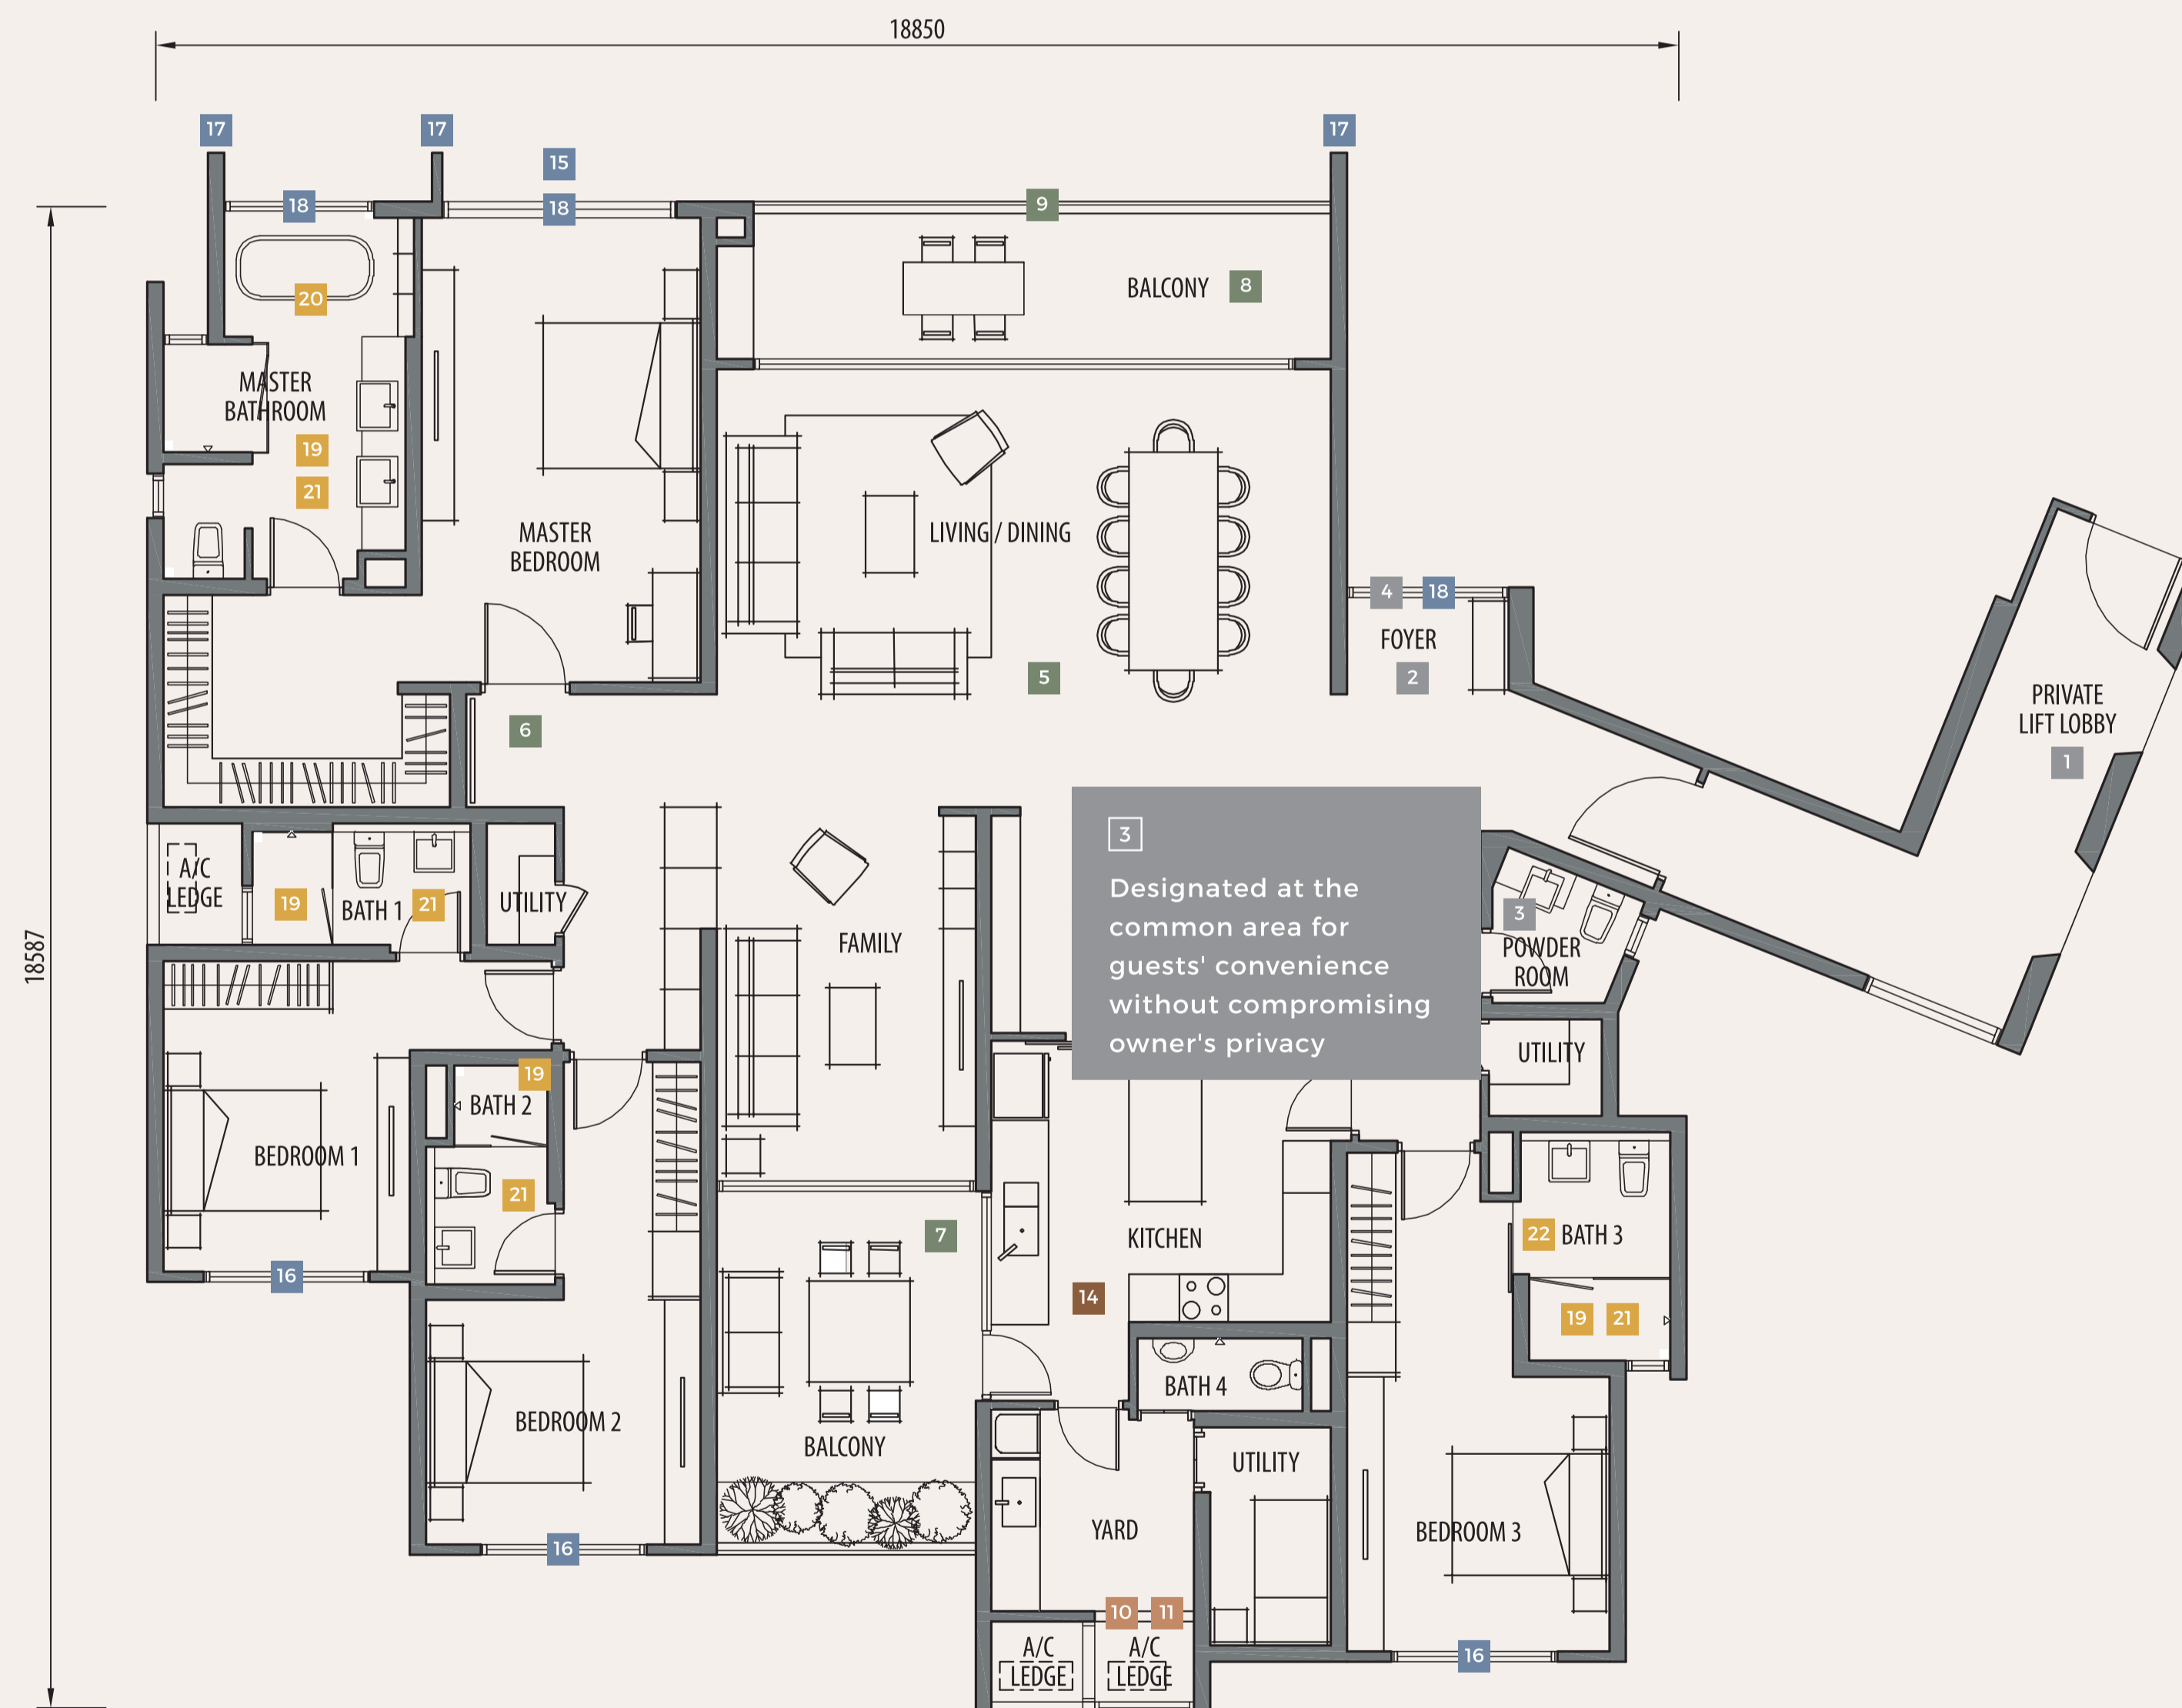 18850
17
17
17
15
18
18
9
BALCONY 8
20
MASTER
BATHROOM
19
21
MASTER
BEDROOM
LIVING / DINING
4 18
FOYER
2
5
6
PRIVATE
LIFT LOBBY
1
18587
A/C
LEDGE
19
BATH 1 21
UTILITY
FAMILY
3
Designated at the
common area for
guests' convenience
without compromising
owner's privacy
3
POWDER
ROOM
UTILITY
19
BATH 2
BEDROOM 1
21
16
7
KITCHEN
22 BATH 3
14
19 21
BATH 4
BEDROOM 2
BALCONY
UTILITY
YARD
BEDROOM 3
16
10 11
A/C
LEDGE
A/C
LEDGE
16